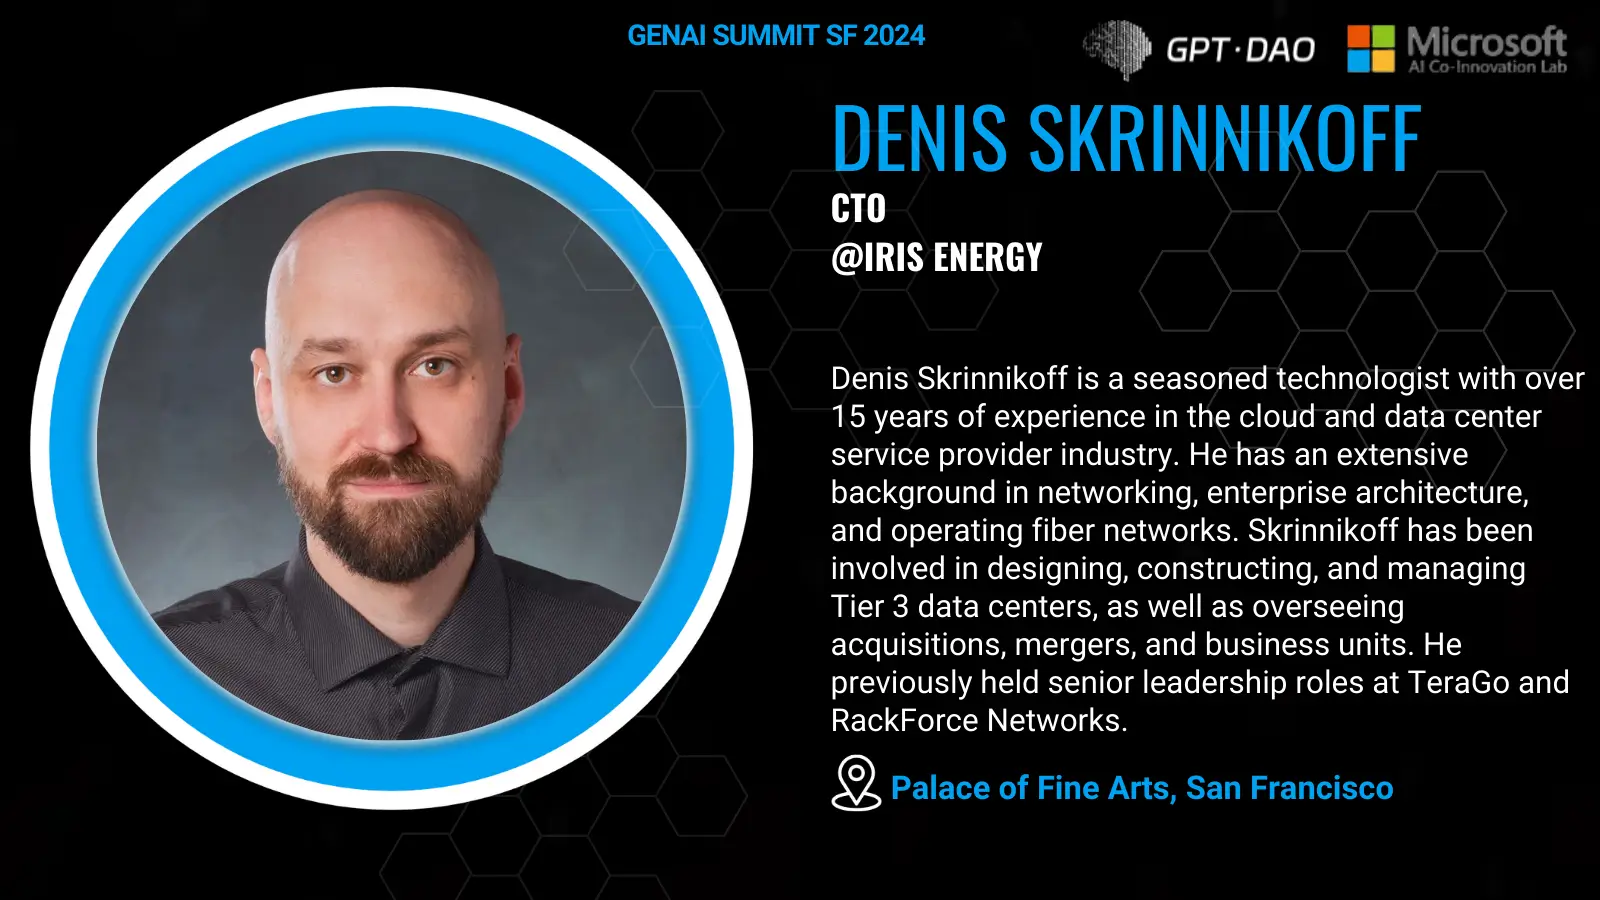 GENAI SUMMIT SF 2024
GPT·DAO
Microsoft
AI Co-Innovation Lab
DENIS SKRINNIKOFF
CTO
@IRIS ENERGY
Denis Skrinnikoff is a seasoned technologist with over
15 years of experience in the cloud and data center
service provider industry. He has an extensive
background in networking, enterprise architecture,
and operating fiber networks. Skrinnikoff has been
involved in designing, constructing, and managing
Tier 3 data centers, as well as overseeing
acquisitions, mergers, and business units. He
previously held senior leadership roles at TeraGo and
RackForce Networks.
Palace of Fine Arts, San Francisco